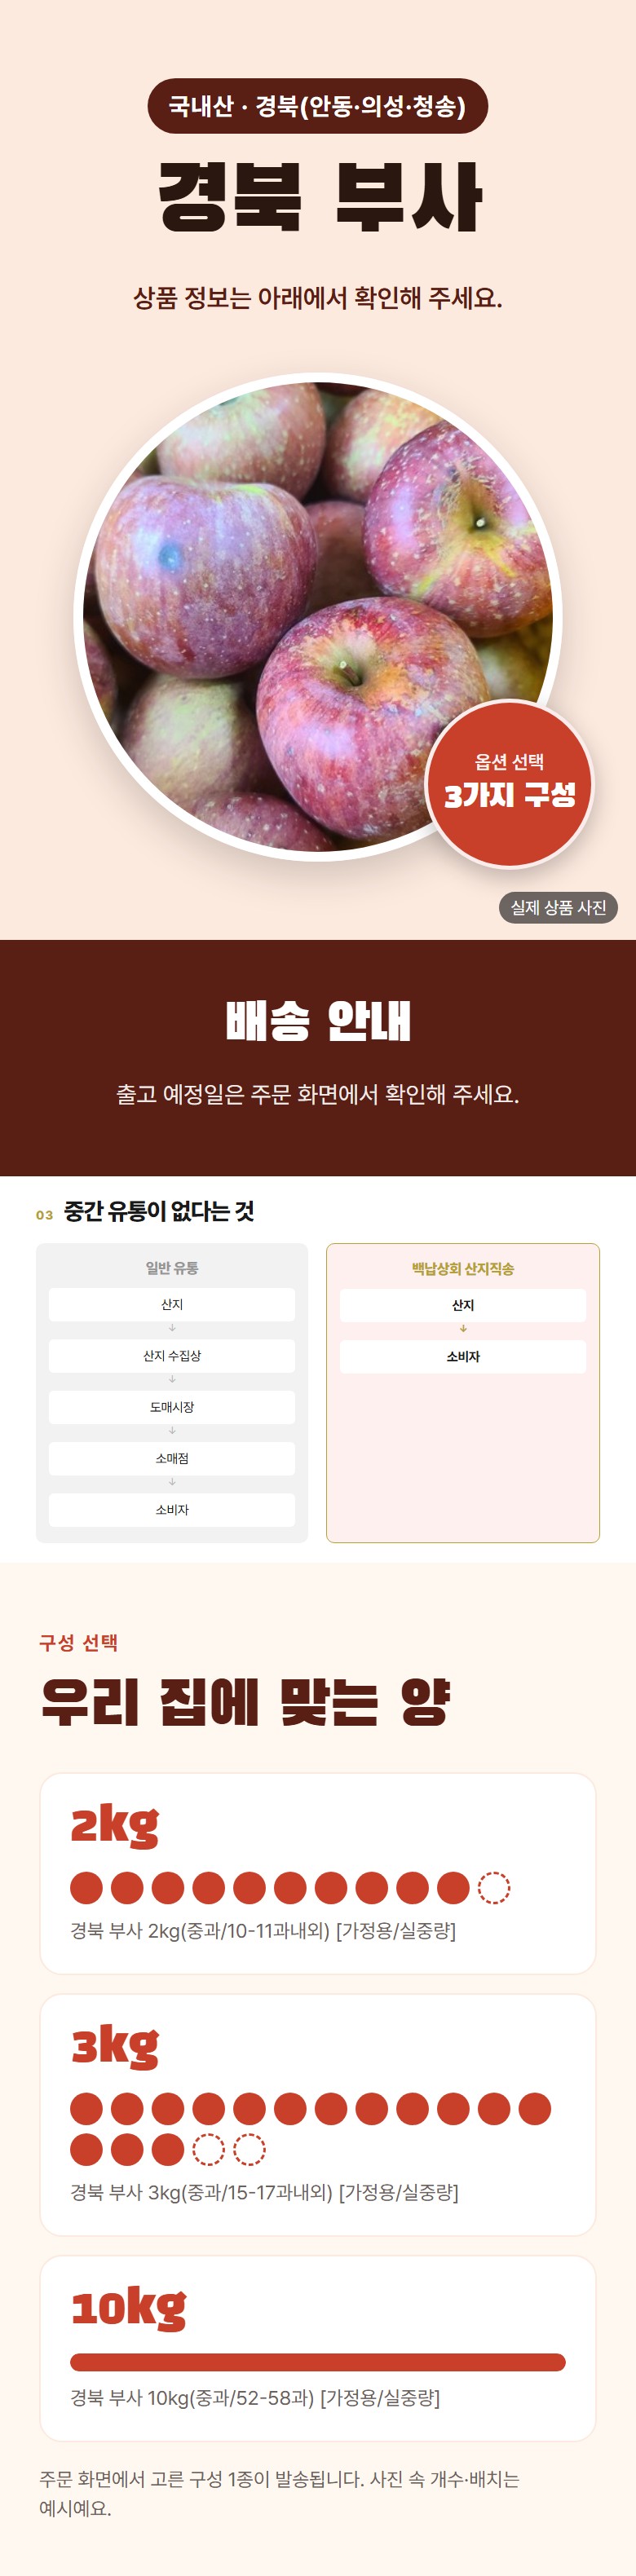 국내산 · 경북(안동·의성·청송)
경북 부사
상품 정보는 아래에서 확인해 주세요.
옵션 선택
3가지 구성
실제 상품 사진
배송 안내
출고 예정일은 주문 화면에서 확인해 주세요.
03 중간 유통이 없다는 것
일반 유통
산지
↓
산지 수집상
↓
도매시장
↓
소매점
↓
소비자
백납상회 산지직송
산지
↓
소비자
구성 선택
우리 집에 맞는 양
2kg
경북 부사 2kg(중과/10-11과내외) [가정용/실중량]
3kg
경북 부사 3kg(중과/15-17과내외) [가정용/실중량]
10kg
경북 부사 10kg(중과/52-58과) [가정용/실중량]
주문 화면에서 고른 구성 1종이 발송됩니다. 사진 속 개수·배치는
예시예요.